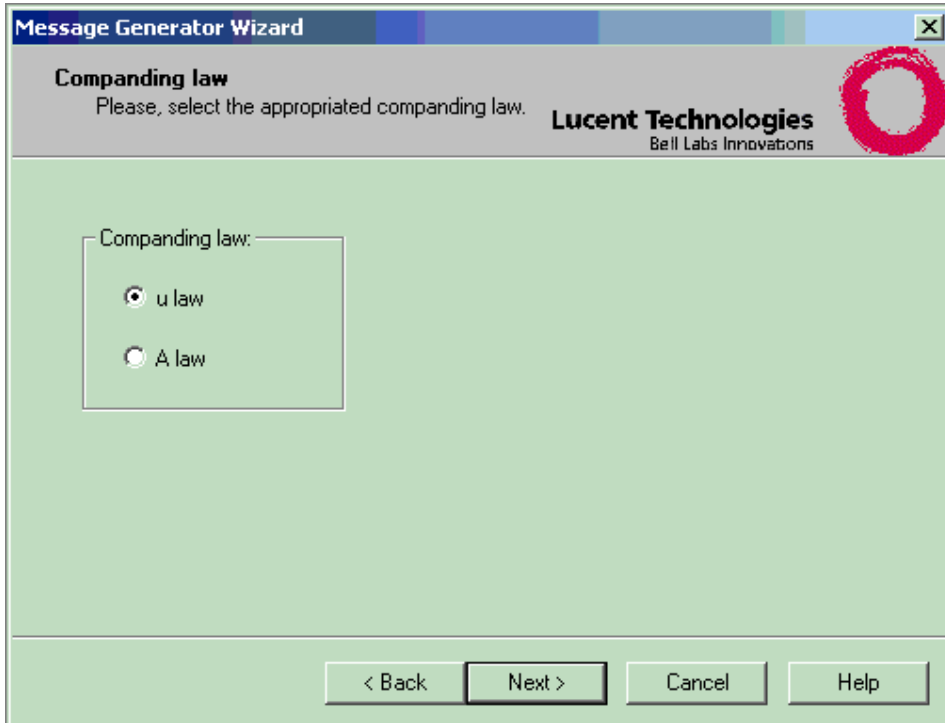 Message Generator Wizard
Companding law
Please, select the appropriated companding law.
Lucent Technologies
Bell Labs Innovations
Companding law:
u law
A law
< Back
Next >
Cancel
Help